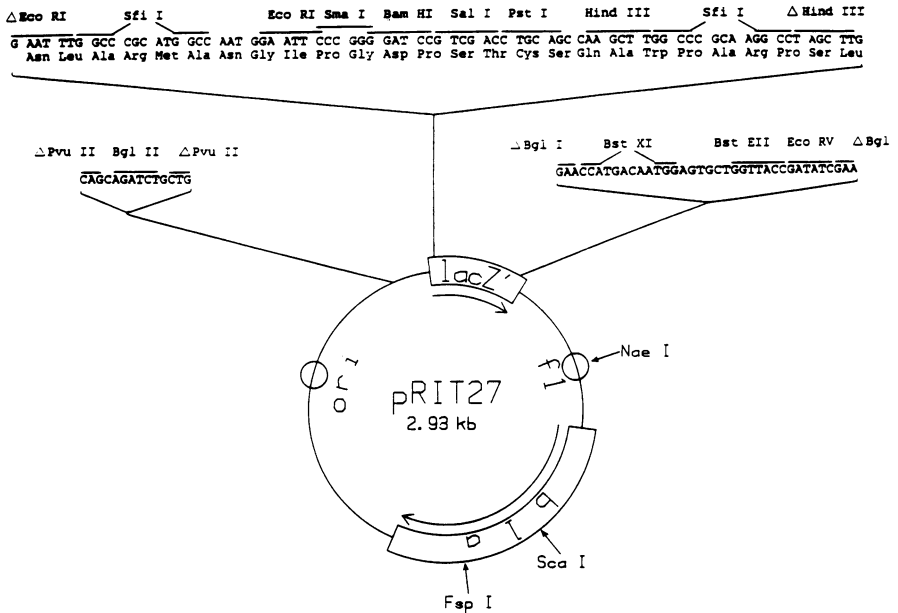 △Eco RI Sfi I Eco RI Sma I Bam HI Sal I Pst I Hind III Sfi I △Hind III
G AAT TTG GCC CGC ATG GCC AAT GGA ATT CCC GGG GAT CCG TCG ACC TGC AGC CAA GCT TGG CCC GCA AGG CCT AGC TTG
Asn Leu Ala Arg Met Ala Asn Gly Ile Pro Gly Asp Pro Ser Thr Cys Ser Gln Ala Trp Pro Ala Arg Pro Ser Leu
△Pvu II Bgl II △Pvu II
CAGCAGATCTGCTG
△Bgl I Bst XI Bst EII Eco RV △Bgl
GAACCATGACAATGGAGTGCTGGTTACCGATATCGAA
lacZ'
ori
f1
Nae I
pRIT27
2.93 kb
bla
Sca I
Fsp I